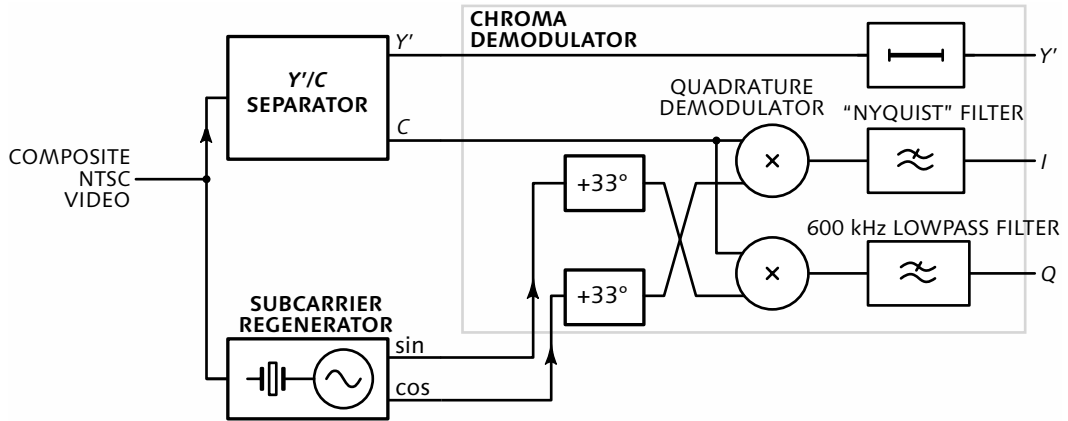 CHROMA
DEMODULATOR
Y'
Y'
Y'/C
SEPARATOR
QUADRATURE
DEMODULATOR
“NYQUIST” FILTER
C
×
I
COMPOSITE
NTSC
VIDEO
+33°
600 kHz LOWPASS FILTER
×
Q
+33°
SUBCARRIER
REGENERATOR
sin
cos